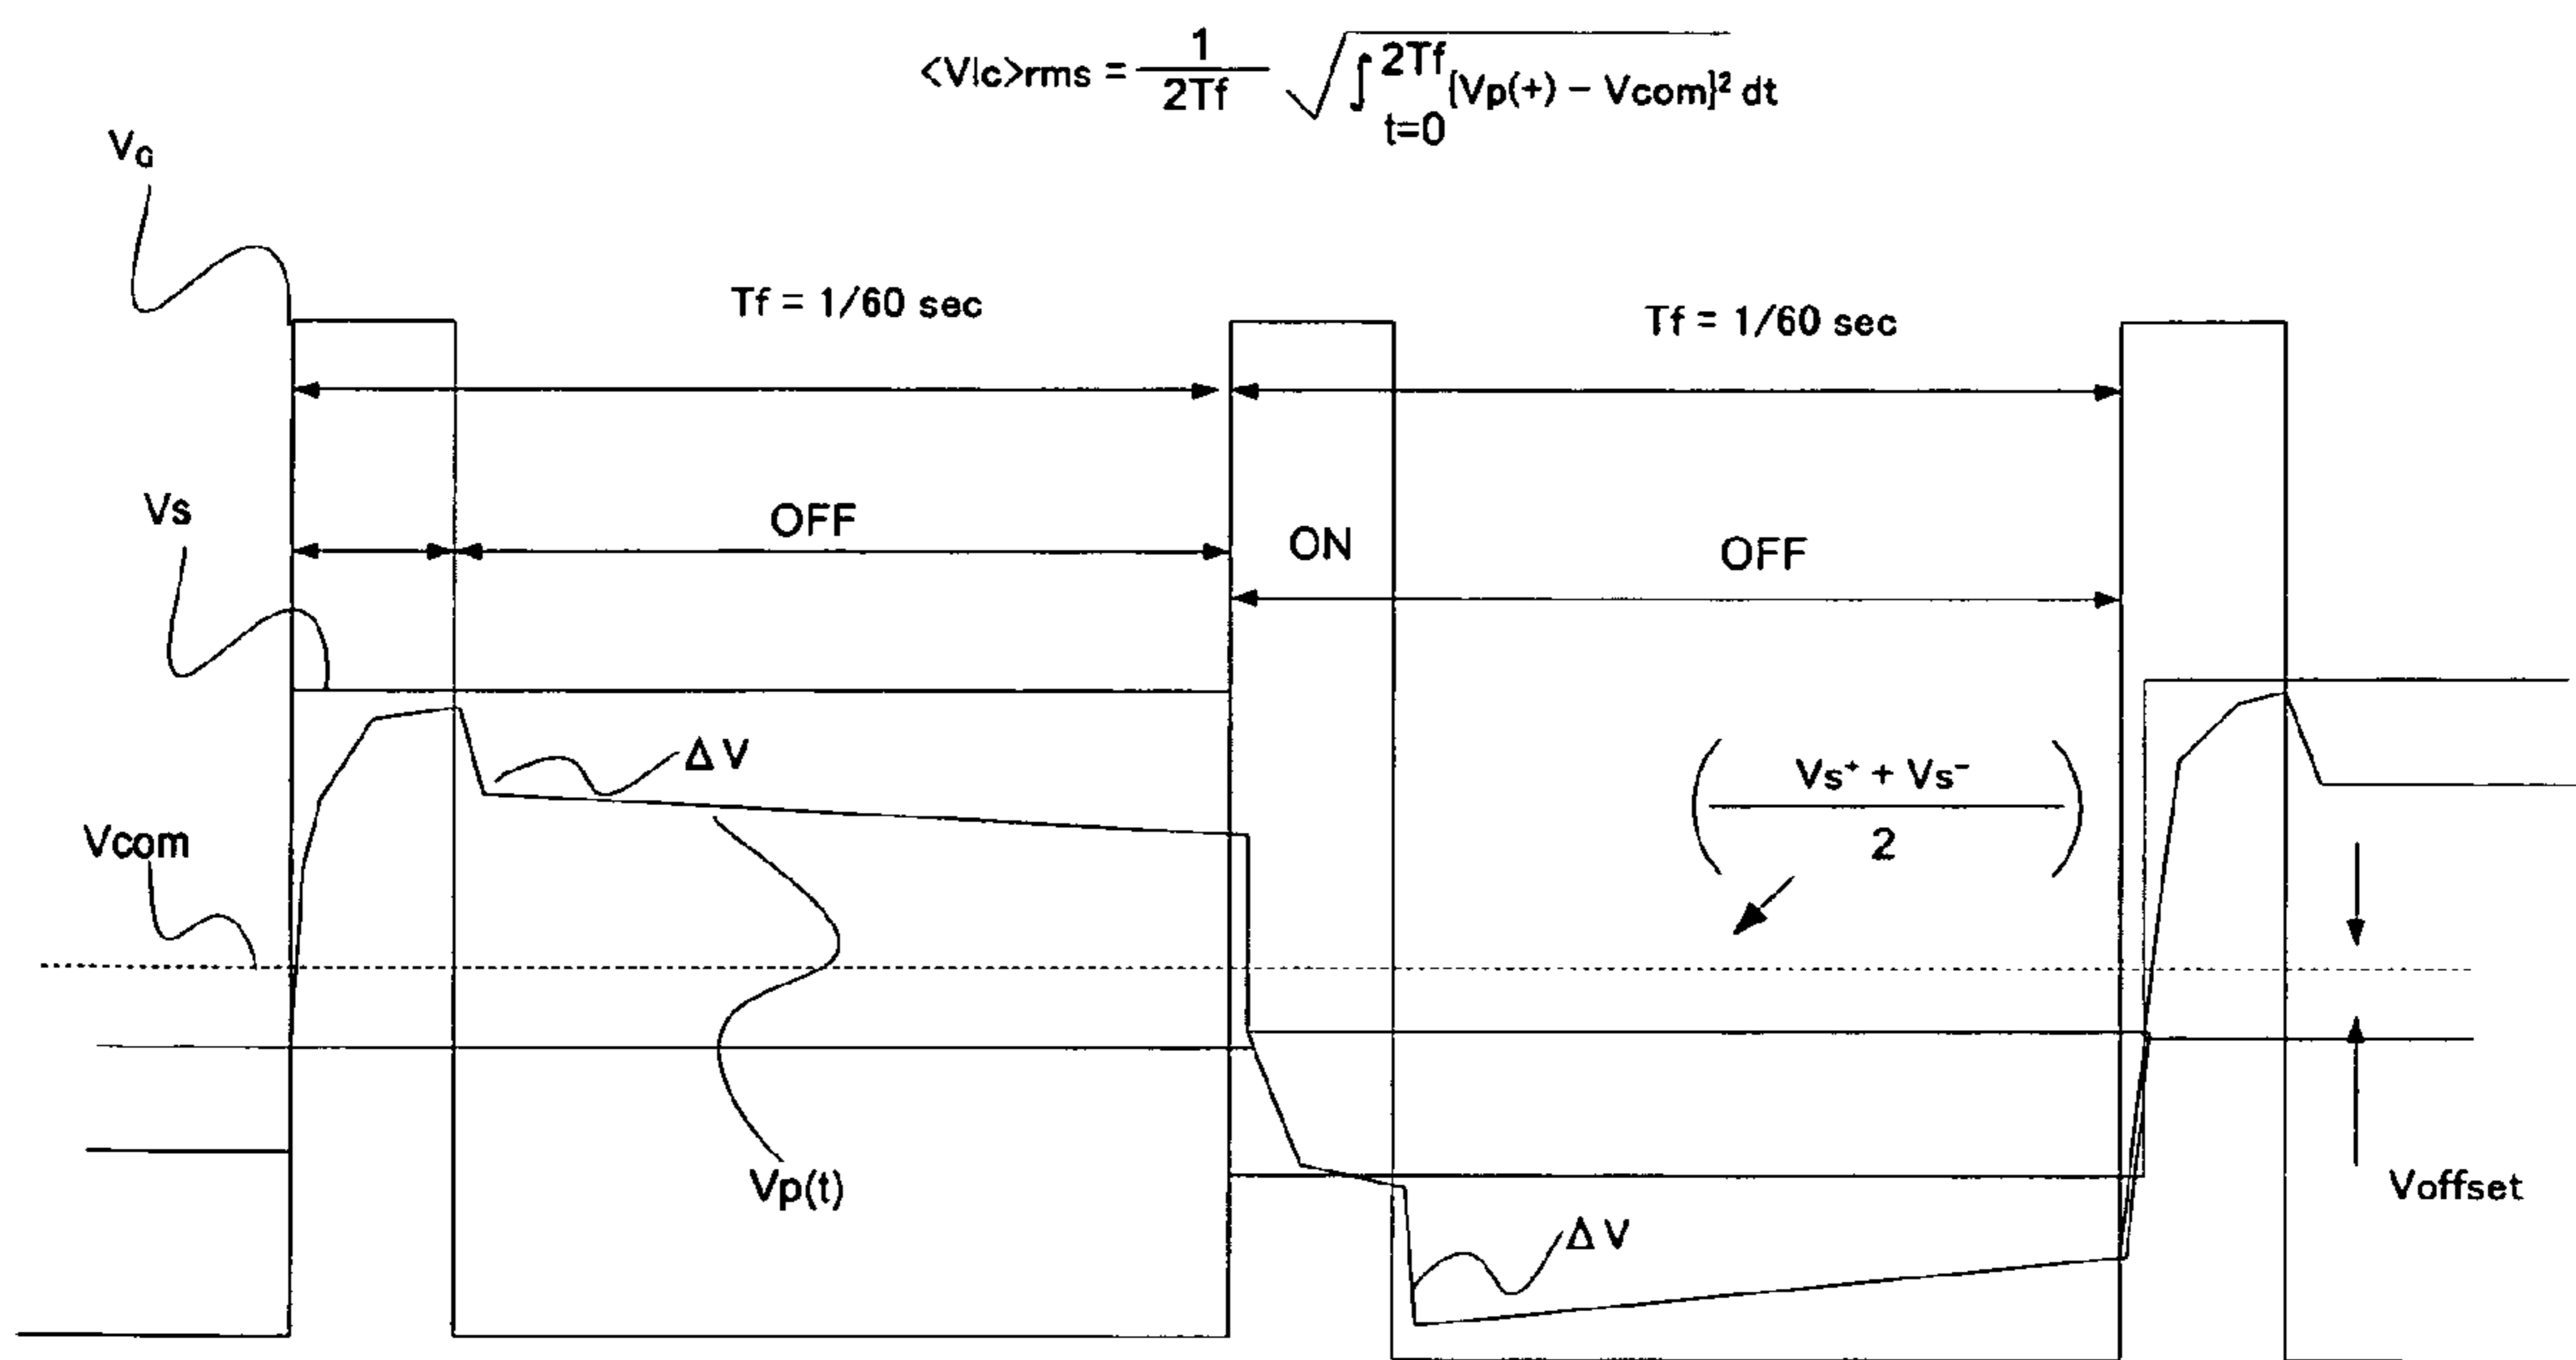 <Vlc>rms = 1/2Tf √∫ 2Tf t=0 [Vp(+) - Vcom]² dt
VG
Tf = 1/60 sec
Tf = 1/60 sec
Vs
OFF
ON
OFF
ΔV
(Vs⁺ + Vs⁻ / 2)
Vcom
Vp(t)
Voffset
ΔV